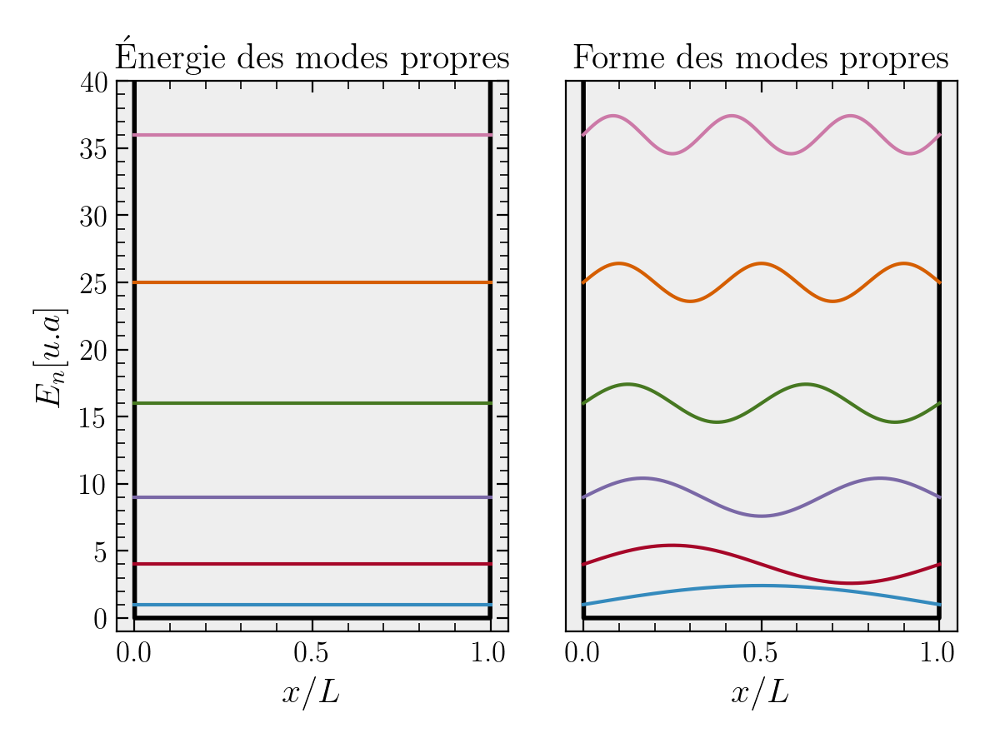 Énergie des modes propres
Forme des modes propres
40
35
30
25
20
15
10
5
0
E_n[u.a]
0.0 0.5 1.0
0.0 0.5 1.0
x/L
x/L